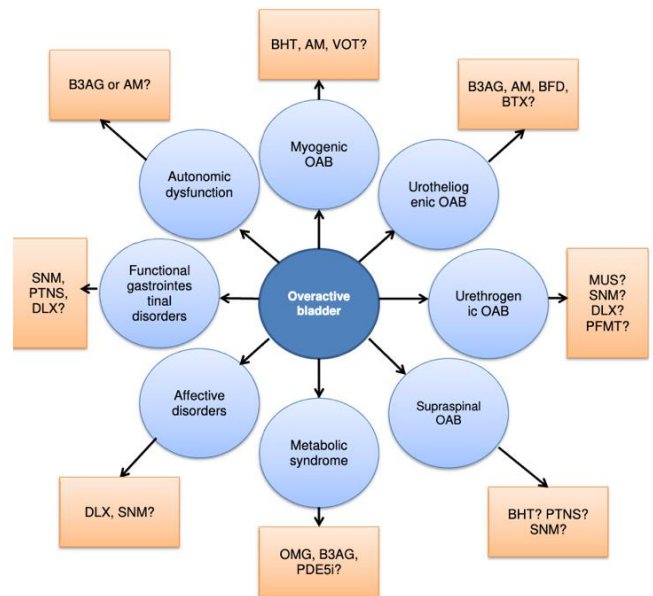 BHT, AM, VOT?
B3AG or AM?
B3AG, AM, BFD,
BTX?
Myogenic
OAB
Autonomic
dysfunction
Urotheliog
enic OAB
SNM,
PTNS,
DLX?
Functional
gastrointes
tinal
disorders
Overactive
bladder
Urethrogen
ic OAB
MUS?
SNM?
DLX?
PFMT?
Affective
disorders
Metabolic
syndrome
Supraspinal
OAB
DLX, SNM?
OMG, B3AG,
PDE5i?
BHT? PTNS?
SNM?